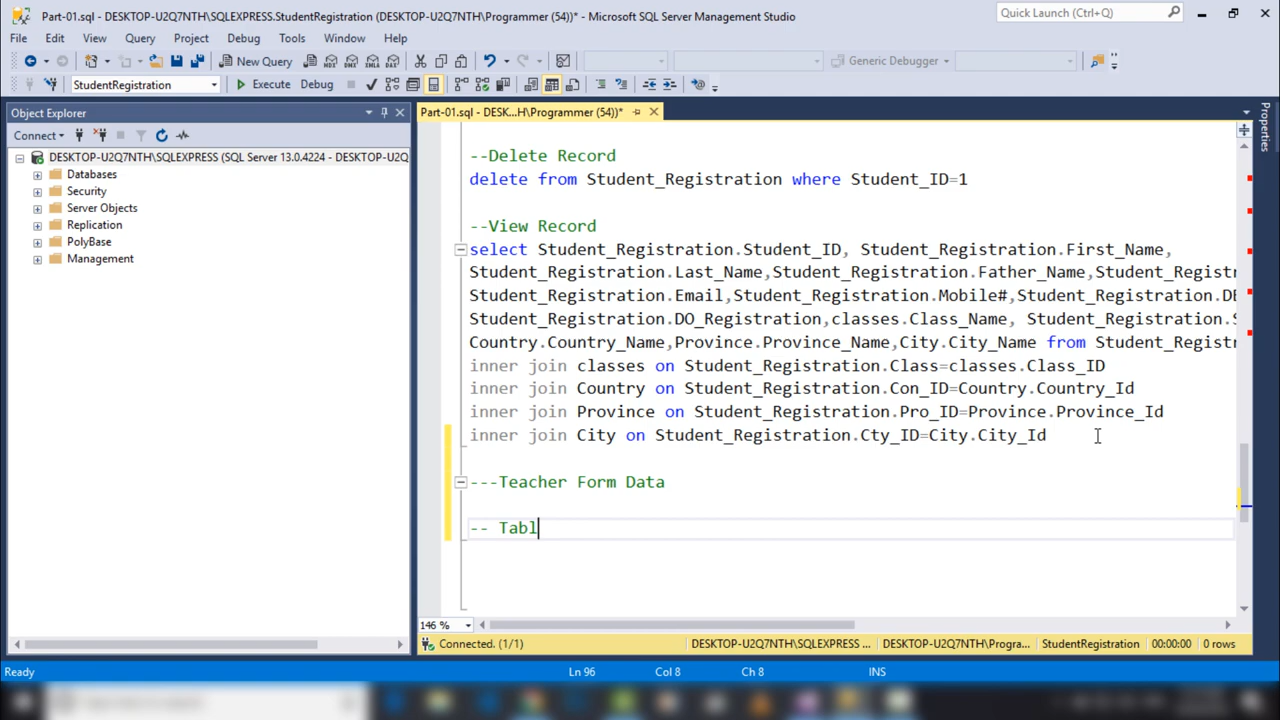 Part-01.sql - DESKTOP-U2Q7NTH\SQLEXPRESS.StudentRegistration (DESKTOP-U2Q7NTH\Programmer (54))* - Microsoft SQL Server Management Studio
Quick Launch (Ctrl+Q)
File Edit View Query Project Debug Tools Window Help
New Query
Generic Debugger
StudentRegistration
Execute Debug
Object Explorer
Connect
DESKTOP-U2Q7NTH\SQLEXPRESS (SQL Server 13.0.4224 - DESKTOP-U2Q
Databases
Security
Server Objects
Replication
PolyBase
Management
Part-01.sql - DESK...H\Programmer (54))*
Properties
--Delete Record
delete from Student_Registration where Student_ID=1
--View Record
select Student_Registration.Student_ID, Student_Registration.First_Name,
Student_Registration.Last_Name,Student_Registration.Father_Name,Student_Registr
Student_Registration.Email,Student_Registration.Mobile#,Student_Registration.D
Student_Registration.DO_Registration,classes.Class_Name, Student_Registration.
Country.Country_Name,Province.Province_Name,City.City_Name from Student_Registr
inner join classes on Student_Registration.Class=classes.Class_ID
inner join Country on Student_Registration.Con_ID=Country.Country_Id
inner join Province on Student_Registration.Pro_ID=Province.Province_Id
inner join City on Student_Registration.Cty_ID=City.City_Id
---Teacher Form Data
-- Tabl
146 %
Connected. (1/1)
DESKTOP-U2Q7NTH\SQLEXPRESS ...
DESKTOP-U2Q7NTH\Progra...
StudentRegistration
00:00:00
0 rows
Ready
Ln 96
Col 8
Ch 8
INS